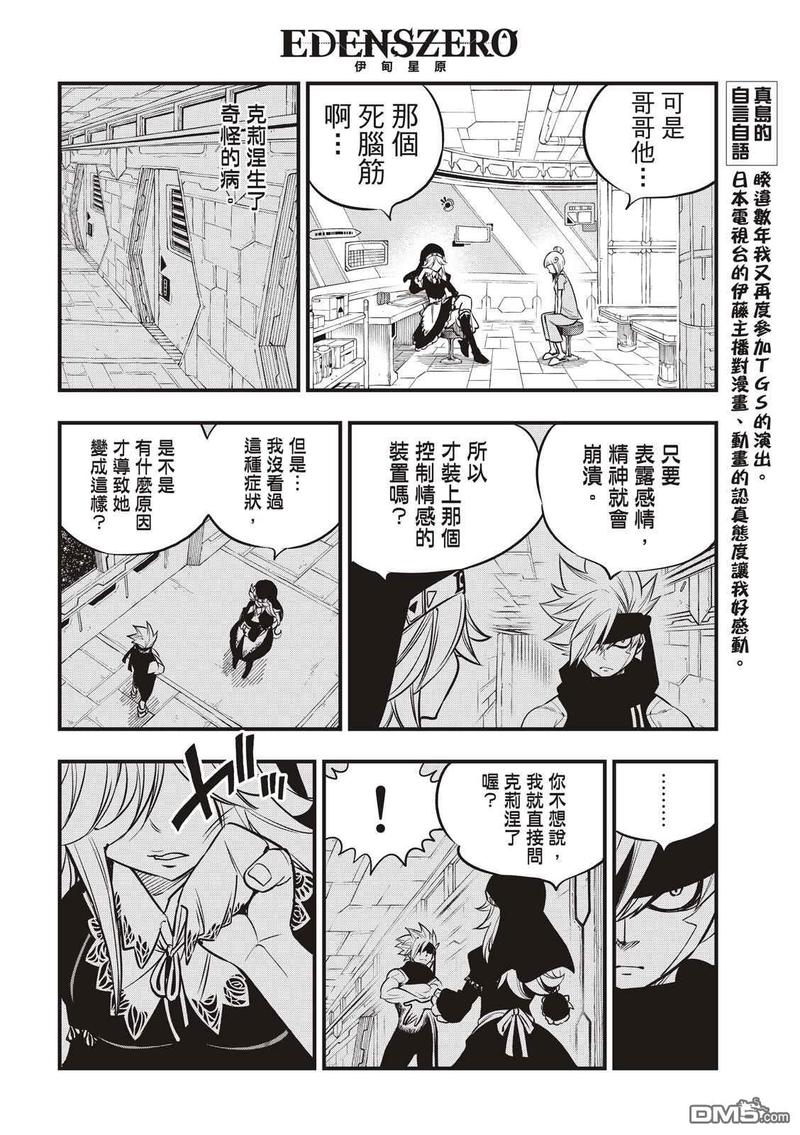 EDENSZERO
伊甸星原
真島的
自言自語
睽違數年我又再度參加TGS的演出。
日本電視台的伊藤主播對漫畫、動畫的認真態度讓我好感動。
可是
哥哥他…
那個
死腦筋
啊…
克莉涅生了
奇怪的病。
只要
表露感情，
精神就會
崩潰。
所以
才裝上那個
控制情感的
裝置嗎？
但是…
我沒看過
這種症狀，
是不是
有什麼原因
才導致她
變成這樣？
………
你不想說，
我就直接問
克莉涅了
喔？
！
DM5.com